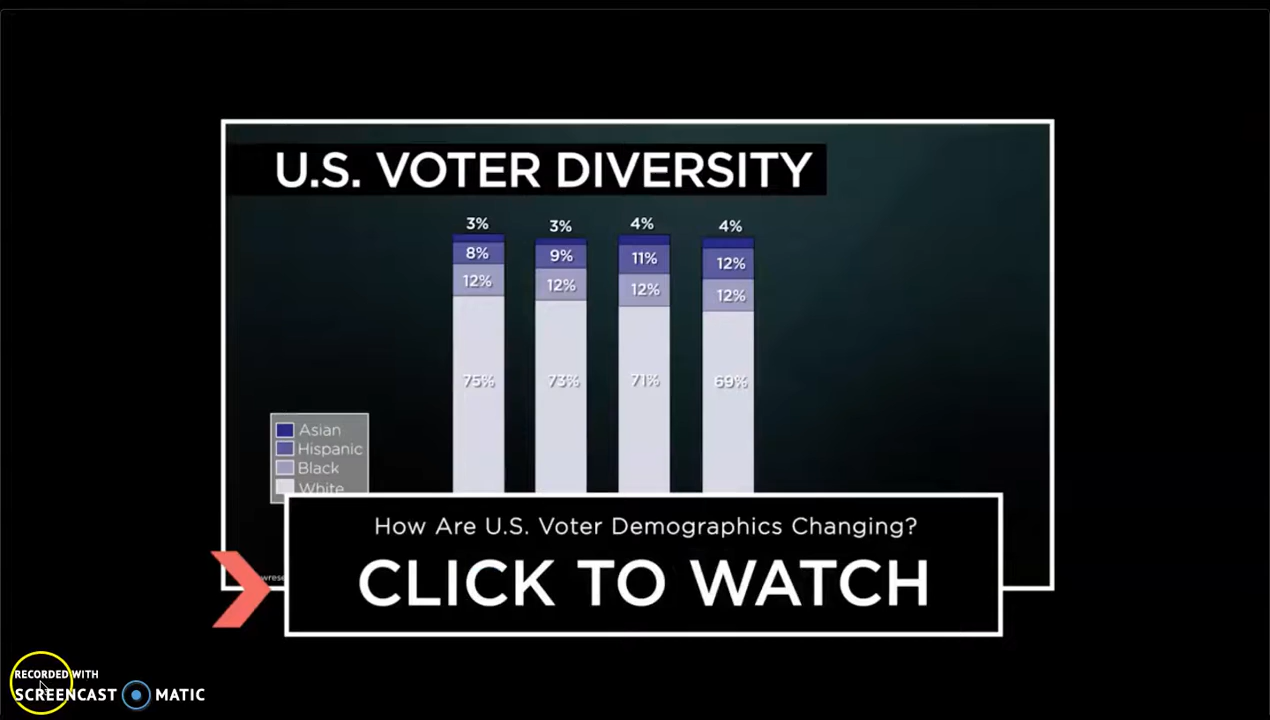 U.S. VOTER DIVERSITY
3% 3% 4% 4%
8% 9% 11% 12%
12% 12% 12% 12%
75% 73% 71% 69%
Asian
Hispanic
Black
White
How Are U.S. Voter Demographics Changing?
CLICK TO WATCH
RECORDED WITH
SCREENCAST MATIC